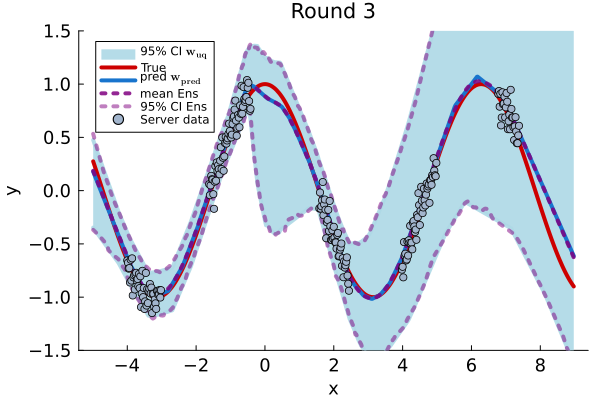 Round 3
95% CI w_uq
True
pred w_pred
mean Ens
95% CI Ens
Server data
y
1.5
1.0
0.5
0.0
−0.5
−1.0
−1.5
−4 −2 0 2 4 6 8
x